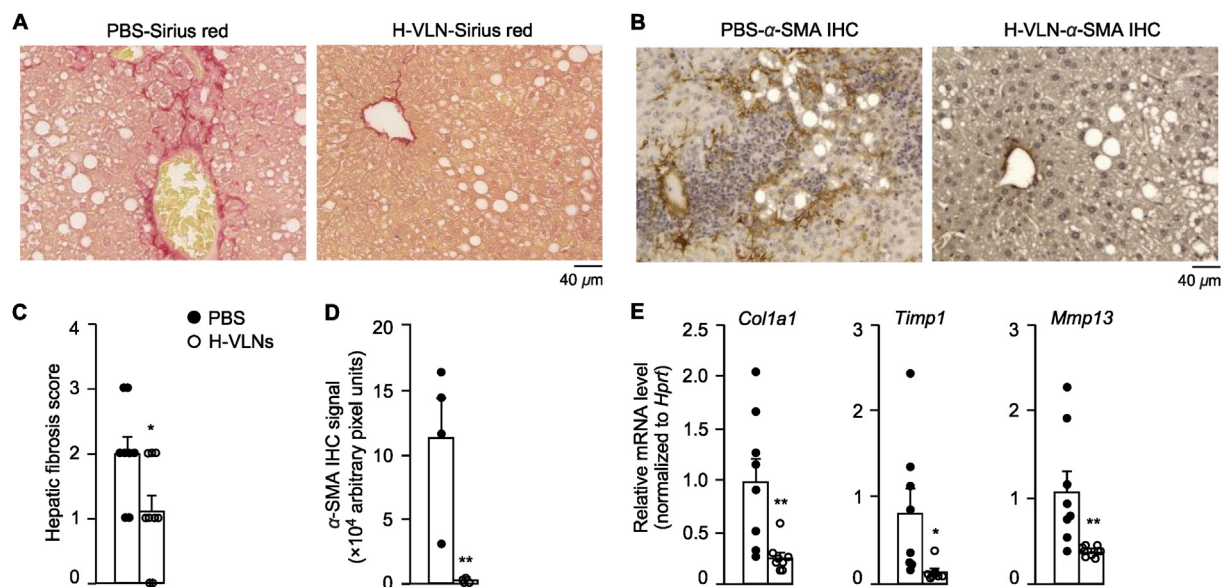 A
PBS-Sirius red
H-VLN-Sirius red
40 µm
B
PBS-α-SMA IHC
H-VLN-α-SMA IHC
40 µm
C
Hepatic fibrosis score
4
3
2
1
0
*
PBS
H-VLNs
D
α-SMA IHC signal
(×10⁴ arbitrary pixel units)
20
15
10
5
0
**
E
Relative mRNA level
(normalized to Hprt)
Col1a1
2.5
2.0
1.5
1.0
0.5
0
**
Timp1
3
2
1
0
*
Mmp13
3
2
1
0
**